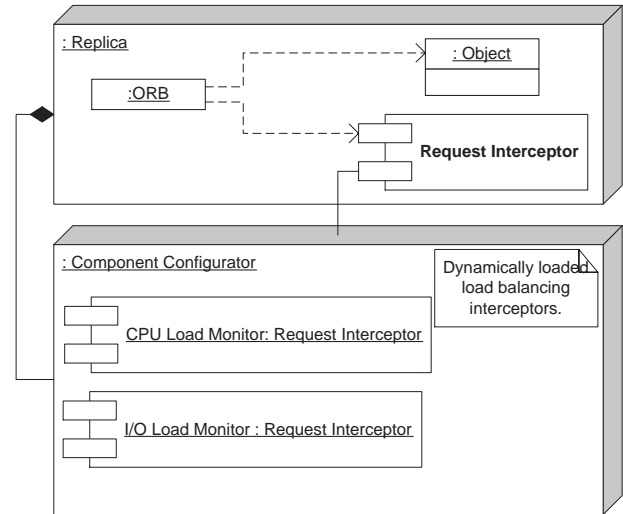 : Replica
: Object
:ORB
Request Interceptor
: Component Configurator
Dynamically loaded
load balancing
interceptors.
CPU Load Monitor: Request Interceptor
I/O Load Monitor : Request Interceptor